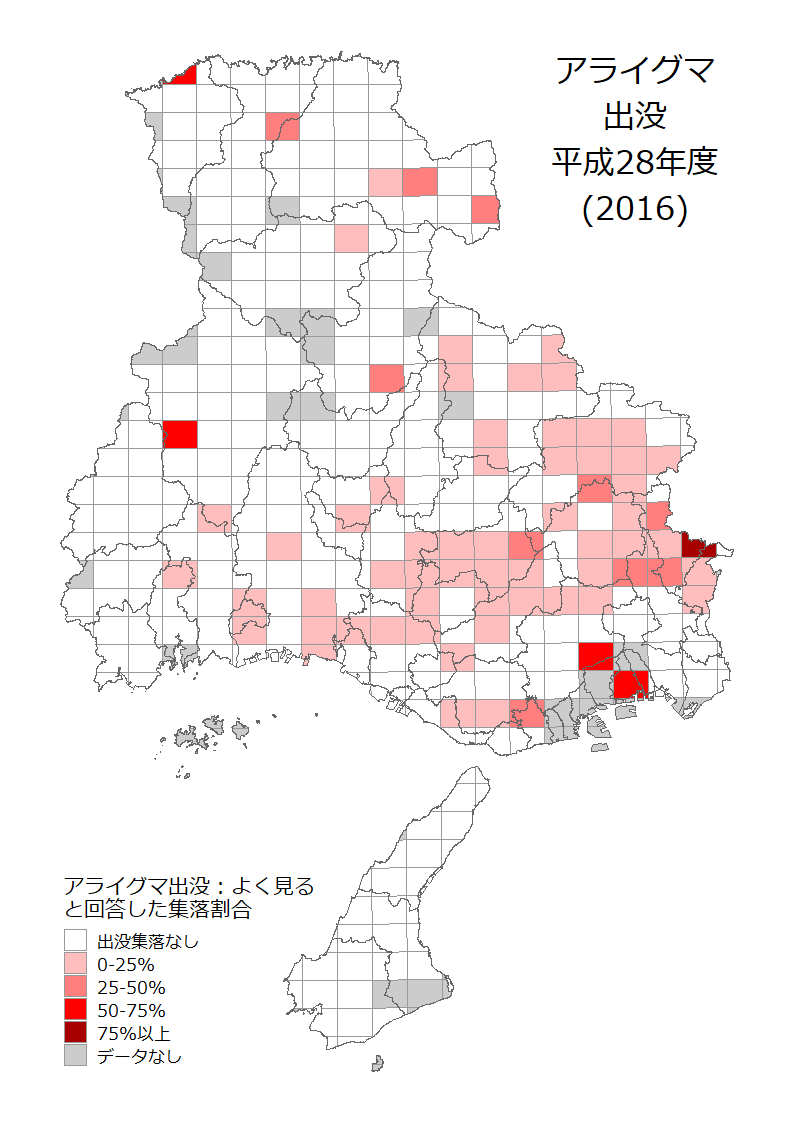 アライグマ
出没
平成28年度
(2016)
アライグマ出没：よく見る
と回答した集落割合
出没集落なし
0-25%
25-50%
50-75%
75%以上
データなし